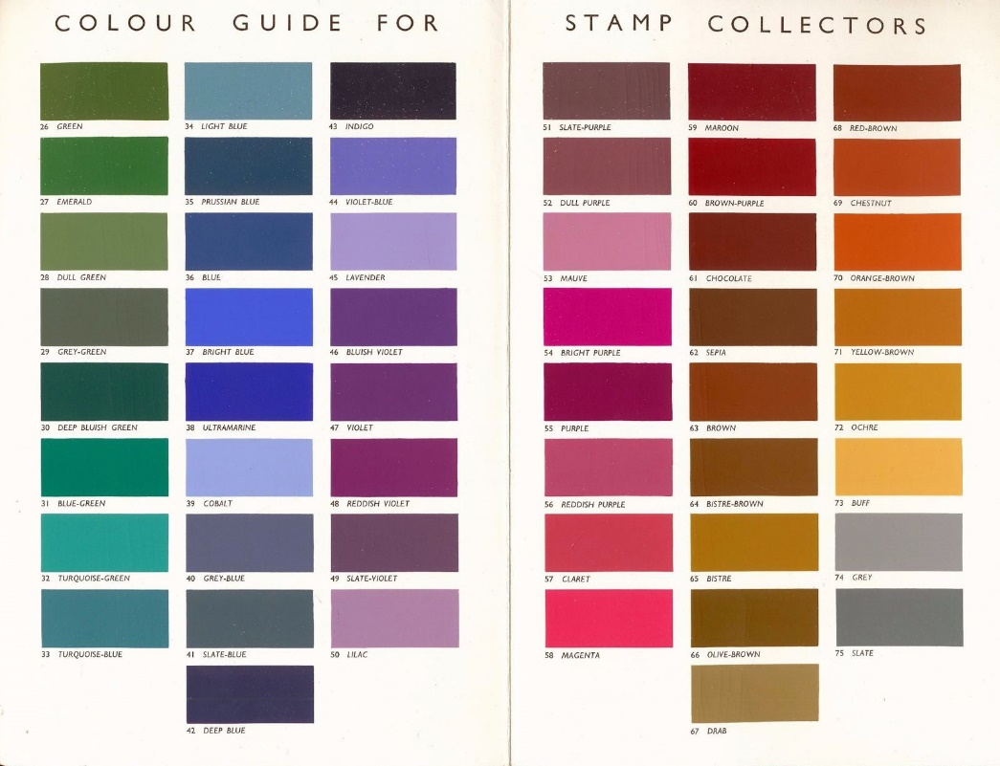 COLOUR GUIDE FOR
26 GREEN
27 EMERALD
28 DULL GREEN
29 GREY-GREEN
30 DEEP BLUISH GREEN
31 BLUE-GREEN
32 TURQUOISE-GREEN
33 TURQUOISE-BLUE
34 LIGHT BLUE
35 PRUSSIAN BLUE
36 BLUE
37 BRIGHT BLUE
38 ULTRAMARINE
39 COBALT
40 GREY-BLUE
41 SLATE-BLUE
42 DEEP BLUE
43 INDIGO
44 VIOLET-BLUE
45 LAVENDER
46 BLUISH VIOLET
47 VIOLET
48 REDDISH VIOLET
49 SLATE-VIOLET
50 LILAC
STAMP COLLECTORS
51 SLATE-PURPLE
52 DULL PURPLE
53 MAUVE
54 BRIGHT PURPLE
55 PURPLE
56 REDDISH PURPLE
57 CLARET
58 MAGENTA
59 MAROON
60 BROWN-PURPLE
61 CHOCOLATE
62 SEPIA
63 BROWN
64 BISTRE-BROWN
65 BISTRE
66 OLIVE-BROWN
67 DRAB
68 RED-BROWN
69 CHESTNUT
70 ORANGE-BROWN
71 YELLOW-BROWN
72 OCHRE
73 BUFF
74 GREY
75 SLATE